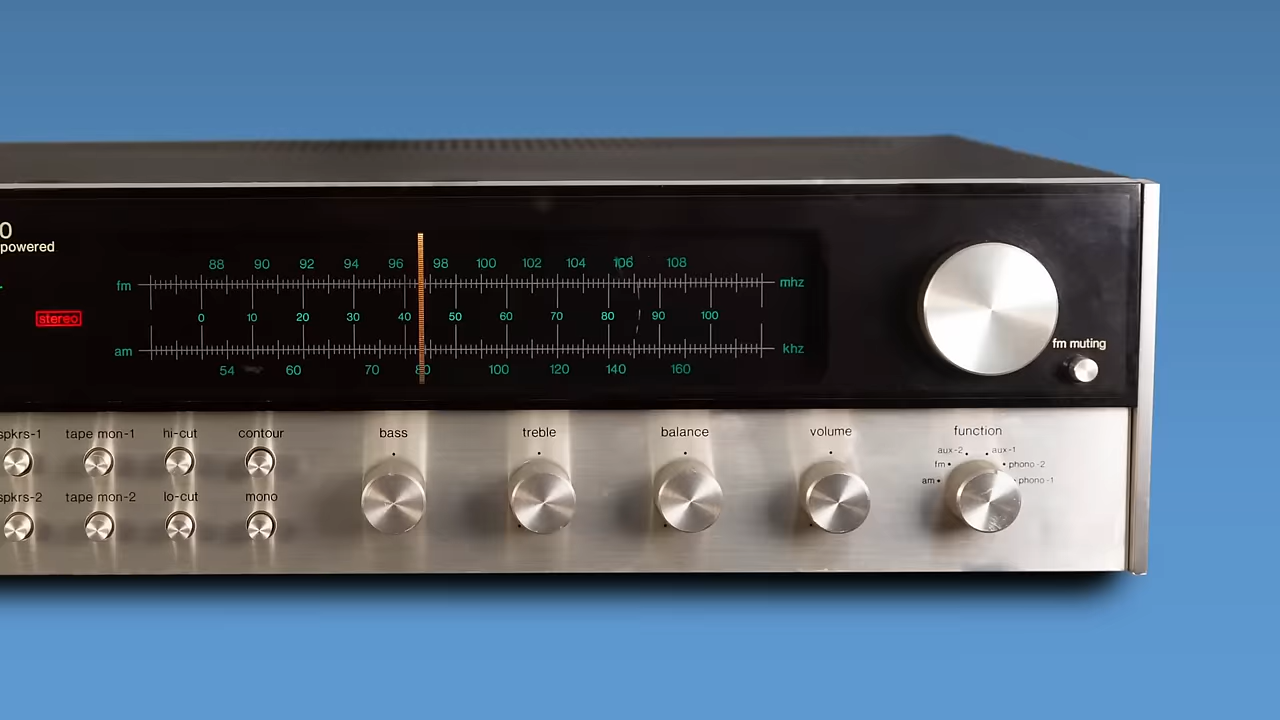 0
powered
88 90 92 94 96 98 100 102 104 106 108
fm mhz
stereo
0 10 20 30 40 50 60 70 80 90 100
am khz
54 60 70 80 100 120 140 160
fm muting
spkrs-1 tape mon-1 hi-cut contour bass treble balance volume function
aux-2 aux-1
fm phono-2
am phono-1
spkrs-2 tape mon-2 lo-cut mono